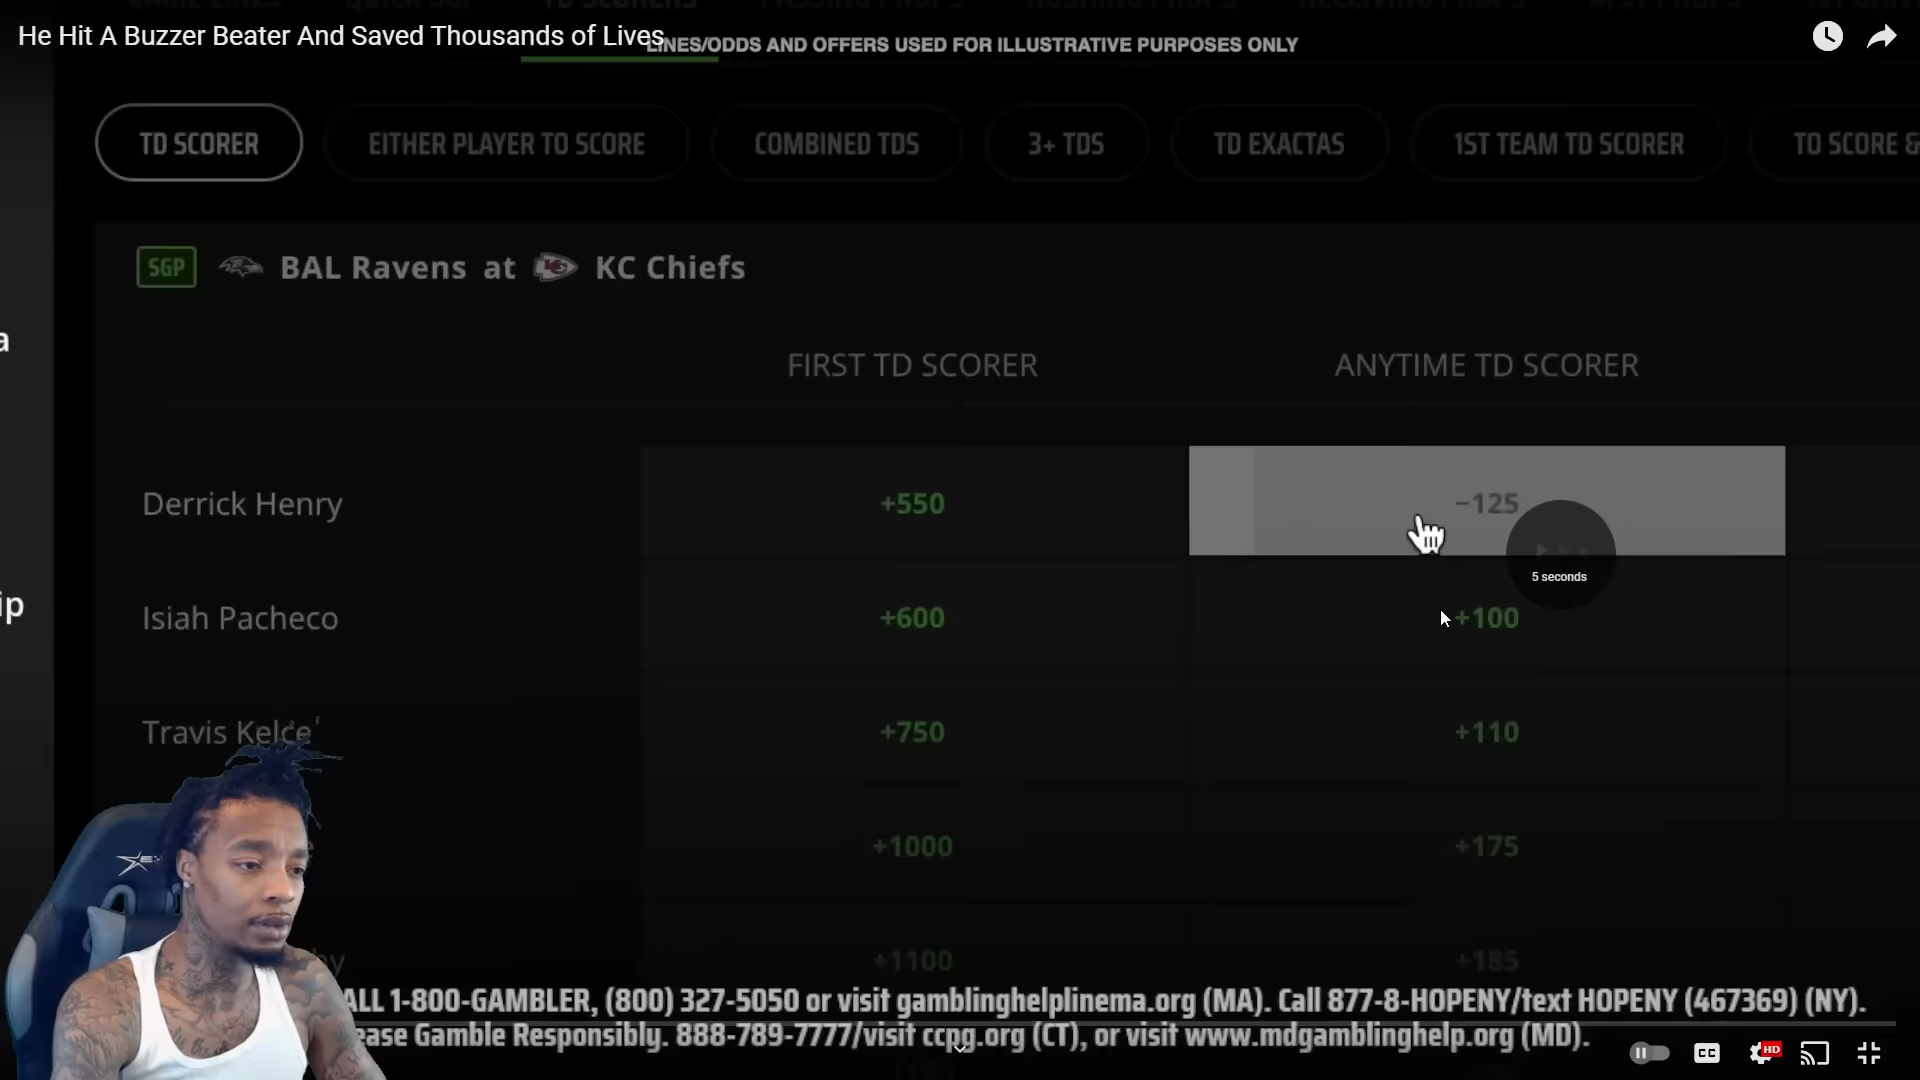 He Hit A Buzzer Beater And Saved Thousands of Lives
LINES/ODDS AND OFFERS USED FOR ILLUSTRATIVE PURPOSES ONLY
TD SCORER
EITHER PLAYER TO SCORE
COMBINED TDS
3+ TDS
TD EXACTAS
1ST TEAM TD SCORER
TO SCORE &
SGP BAL Ravens at KC Chiefs
FIRST TD SCORER
ANYTIME TD SCORER
Derrick Henry +550 −125
5 seconds
Isiah Pacheco +600 +100
Travis Kelce +750 +110
+1000 +175
+1100 +185
ALL 1-800-GAMBLER, (800) 327-5050 or visit gamblinghelplinema.org (MA). Call 877-8-HOPENY/text HOPENY (467369) (NY).
ease Gamble Responsibly. 888-789-7777/visit ccpg.org (CT), or visit www.mdgamblinghelp.org (MD).
CC
HD